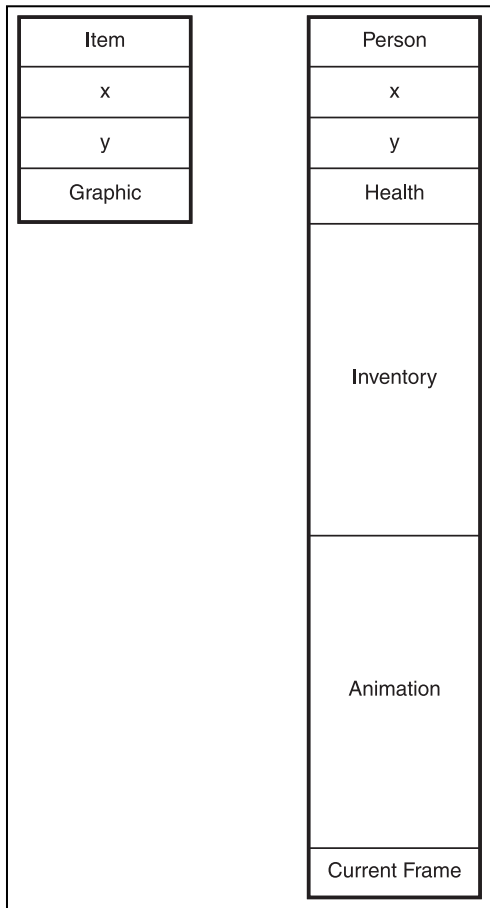 Item
x
y
Graphic
Person
x
y
Health
Inventory
Animation
Current Frame